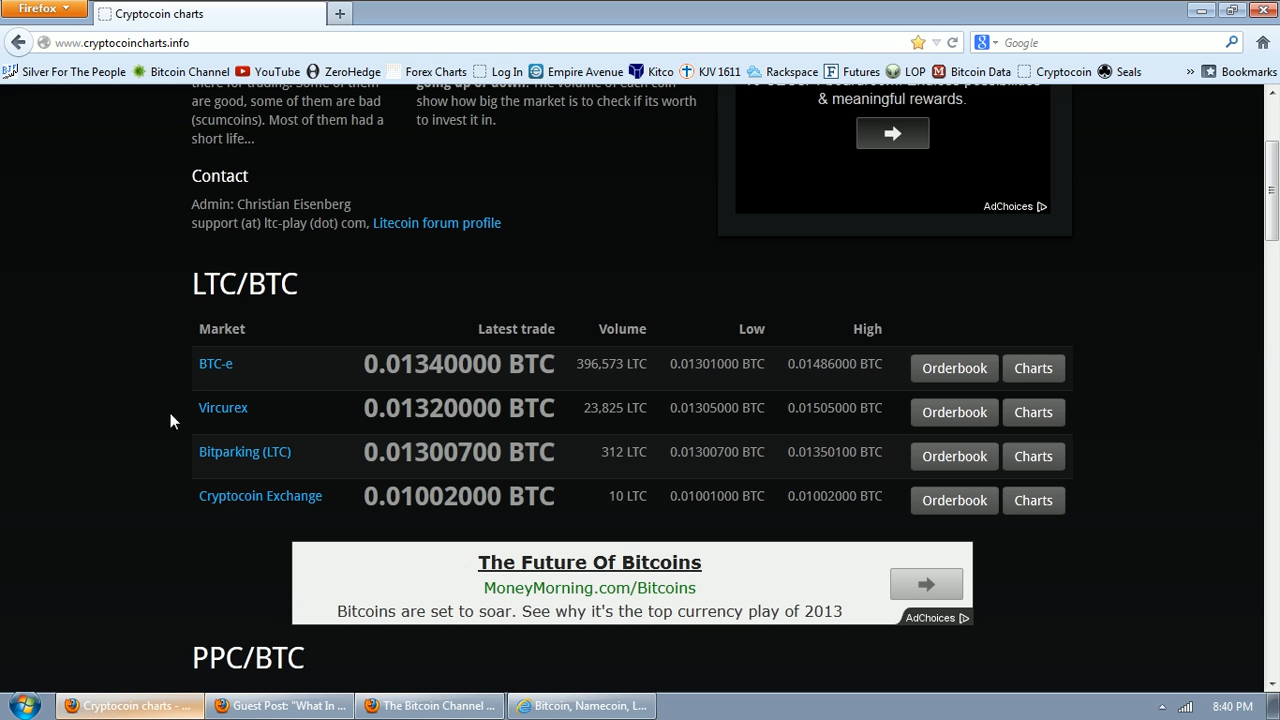 Firefox
Cryptocoin charts
www.cryptocoincharts.info
Google
Silver For The People
Bitcoin Channel
YouTube
ZeroHedge
Forex Charts
Log In
Empire Avenue
Kitco
KJV 1611
Rackspace
Futures
LOP
Bitcoin Data
Cryptocoin
Seals
»
Bookmarks
are good, some of them are bad
(scumcoins). Most of them had a
short life...
show how big the market is to check if its worth
to invest it in.
& meaningful rewards.
AdChoices
Contact
Admin: Christian Eisenberg
support (at) ltc-play (dot) com, Litecoin forum profile
LTC/BTC
Market Latest trade Volume Low High
BTC-e 0.01340000 BTC 396,573 LTC 0.01301000 BTC 0.01486000 BTC Orderbook Charts
Vircurex 0.01320000 BTC 23,825 LTC 0.01305000 BTC 0.01505000 BTC Orderbook Charts
Bitparking (LTC) 0.01300700 BTC 312 LTC 0.01300700 BTC 0.01350100 BTC Orderbook Charts
Cryptocoin Exchange 0.01002000 BTC 10 LTC 0.01001000 BTC 0.01002000 BTC Orderbook Charts
The Future Of Bitcoins
MoneyMorning.com/Bitcoins
Bitcoins are set to soar. See why it's the top currency play of 2013
AdChoices
PPC/BTC
Cryptocoin charts - ...
Guest Post: "What In ...
The Bitcoin Channel ...
Bitcoin, Namecoin, L...
8:40 PM